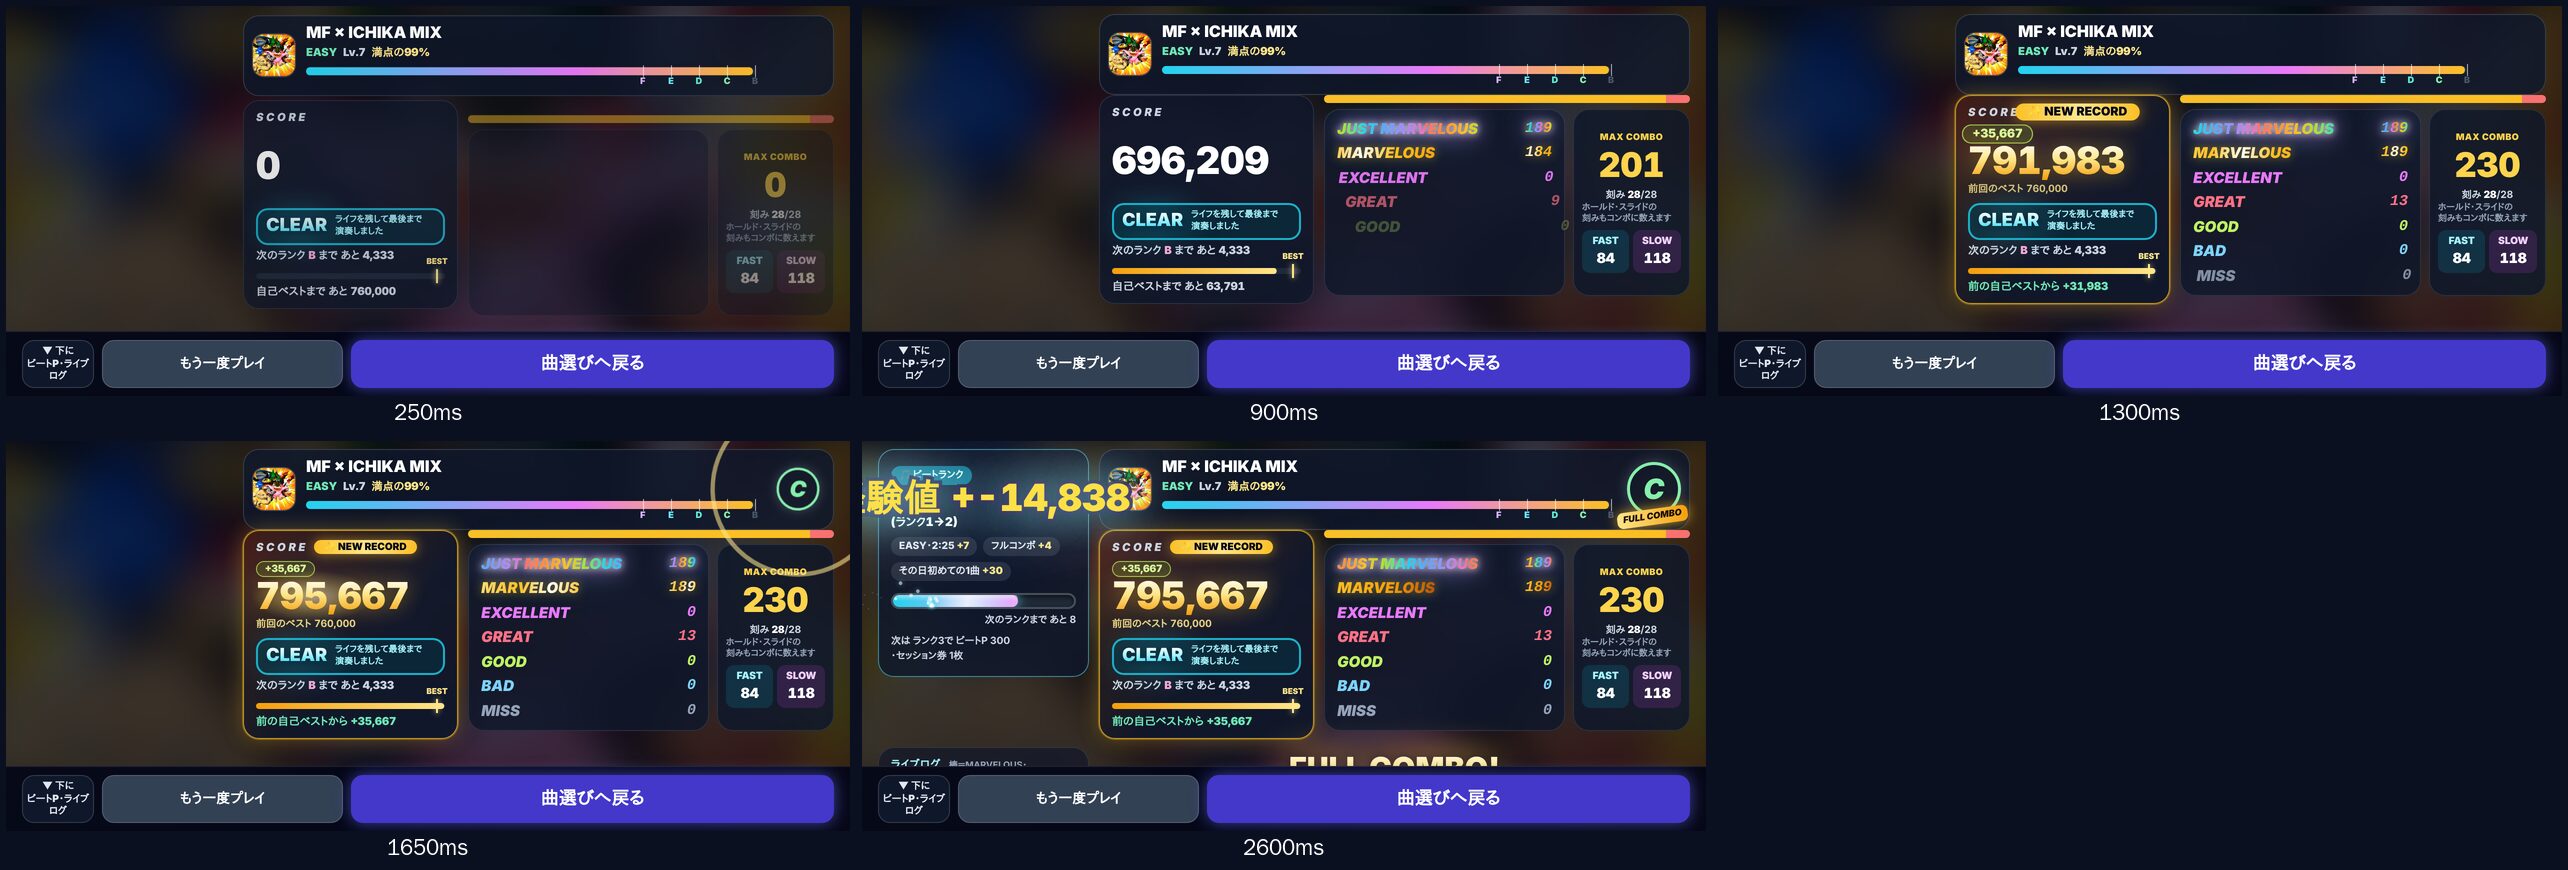 MF × ICHIKA MIX
EASY Lv.7 満点の99%
F E D C B
SCORE
0
CLEAR ライフを残して最後まで
演奏しました
次のランク B まで あと 4,333
BEST
自己ベストまで あと 760,000
MAX COMBO
0
刻み 28/28
ホールド・スライドの
刻みもコンボに数えます
FAST SLOW
84 118
▼ 下に
ビートP・ライブ
ログ
もう一度プレイ
曲選びへ戻る
250ms
MF × ICHIKA MIX
EASY Lv.7 満点の99%
F E D C B
SCORE
696,209
CLEAR ライフを残して最後まで
演奏しました
次のランク B まで あと 4,333
BEST
自己ベストまで あと 63,791
JUST MARVELOUS 189
MARVELOUS 184
EXCELLENT 0
GREAT 9
GOOD 0
MAX COMBO
201
刻み 28/28
ホールド・スライドの
刻みもコンボに数えます
FAST SLOW
84 118
▼ 下に
ビートP・ライブ
ログ
もう一度プレイ
曲選びへ戻る
900ms
MF × ICHIKA MIX
EASY Lv.7 満点の99%
F E D C B
SCORE NEW RECORD
+35,667
791,983
前回のベスト 760,000
CLEAR ライフを残して最後まで
演奏しました
次のランク B まで あと 4,333
BEST
前の自己ベストから +31,983
JUST MARVELOUS 189
MARVELOUS 189
EXCELLENT 0
GREAT 13
GOOD 0
BAD 0
MISS 0
MAX COMBO
230
刻み 28/28
ホールド・スライドの
刻みもコンボに数えます
FAST SLOW
84 118
▼ 下に
ビートP・ライブ
ログ
もう一度プレイ
曲選びへ戻る
1300ms
MF × ICHIKA MIX
EASY Lv.7 満点の99%
F E D C B
C
SCORE NEW RECORD
+35,667
795,667
前回のベスト 760,000
CLEAR ライフを残して最後まで
演奏しました
次のランク B まで あと 4,333
BEST
前の自己ベストから +35,667
JUST MARVELOUS 189
MARVELOUS 189
EXCELLENT 0
GREAT 13
GOOD 0
BAD 0
MISS 0
MAX COMBO
230
刻み 28/28
ホールド・スライドの
刻みもコンボに数えます
FAST SLOW
84 118
▼ 下に
ビートP・ライブ
ログ
もう一度プレイ
曲選びへ戻る
1650ms
ビートランク
験値 +-14,838
(ランク1→2)
EASY・2:25 +7 フルコンボ +4
その日初めての1曲 +30
次のランクまで あと 8
次は ランク3で ビートP 300
・セッション券 1枚
ライブログ
MF × ICHIKA MIX
EASY Lv.7 満点の99%
F E D C B
C
FULL COMBO
SCORE NEW RECORD
+35,667
795,667
前回のベスト 760,000
CLEAR ライフを残して最後まで
演奏しました
次のランク B まで あと 4,333
BEST
前の自己ベストから +35,667
JUST MARVELOUS 189
MARVELOUS 189
EXCELLENT 0
GREAT 13
GOOD 0
BAD 0
MISS 0
MAX COMBO
230
刻み 28/28
ホールド・スライドの
刻みもコンボに数えます
FAST SLOW
84 118
FULL COMBO!
▼ 下に
ビートP・ライブ
ログ
もう一度プレイ
曲選びへ戻る
2600ms